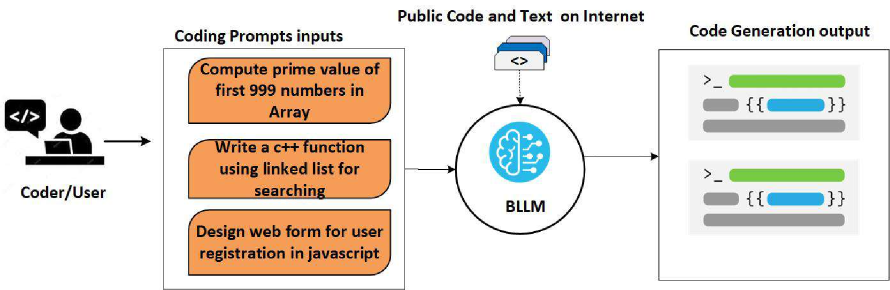 Public Code and Text on Internet
Coding Prompts inputs
Code Generation output
Compute prime value of
first 999 numbers in
Array
<>
>_
{{ }}
</>
Write a c++ function
using linked list for
searching
Coder/User
BLLM
>_
{{ }}
Design web form for user
registration in javascript